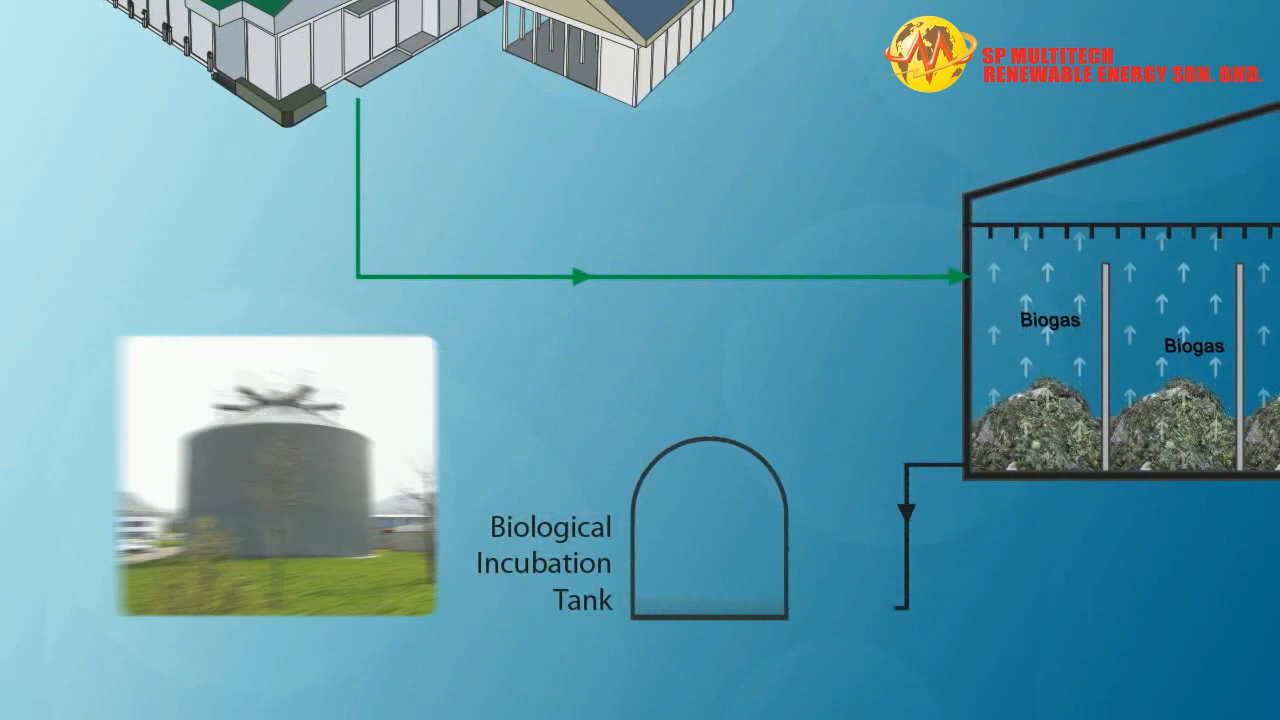 SP MULTITECH
RENEWABLE ENERGY SDN. BHD.
Biogas
Biogas
Biological
Incubation
Tank